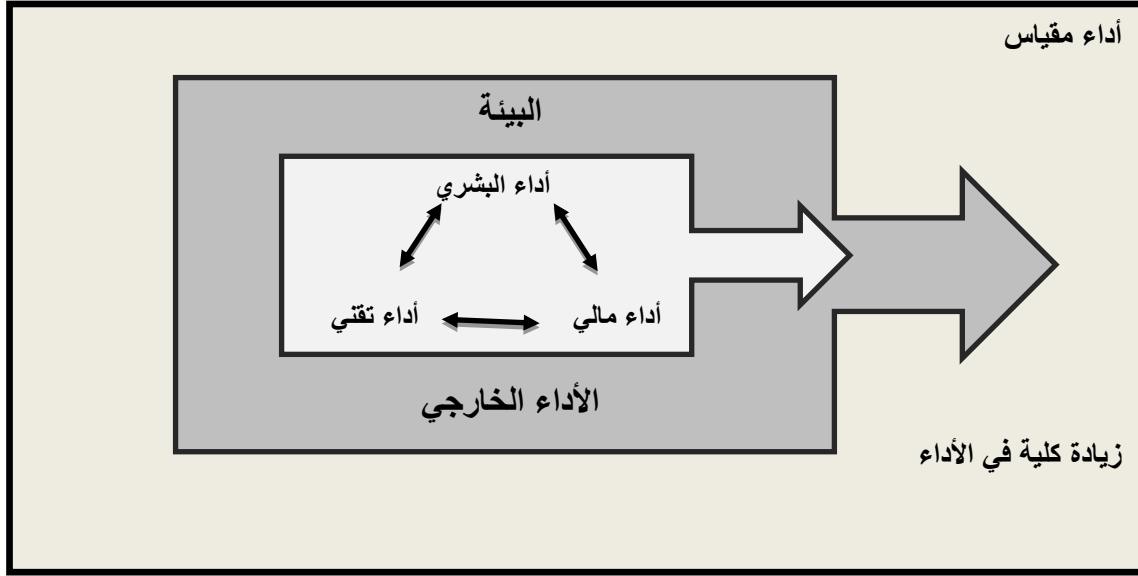 أداء مقياس
البيئة
أداء البشري
أداء مالي
أداء تقني
الأداء الخارجي
زيادة كلية في الأداء